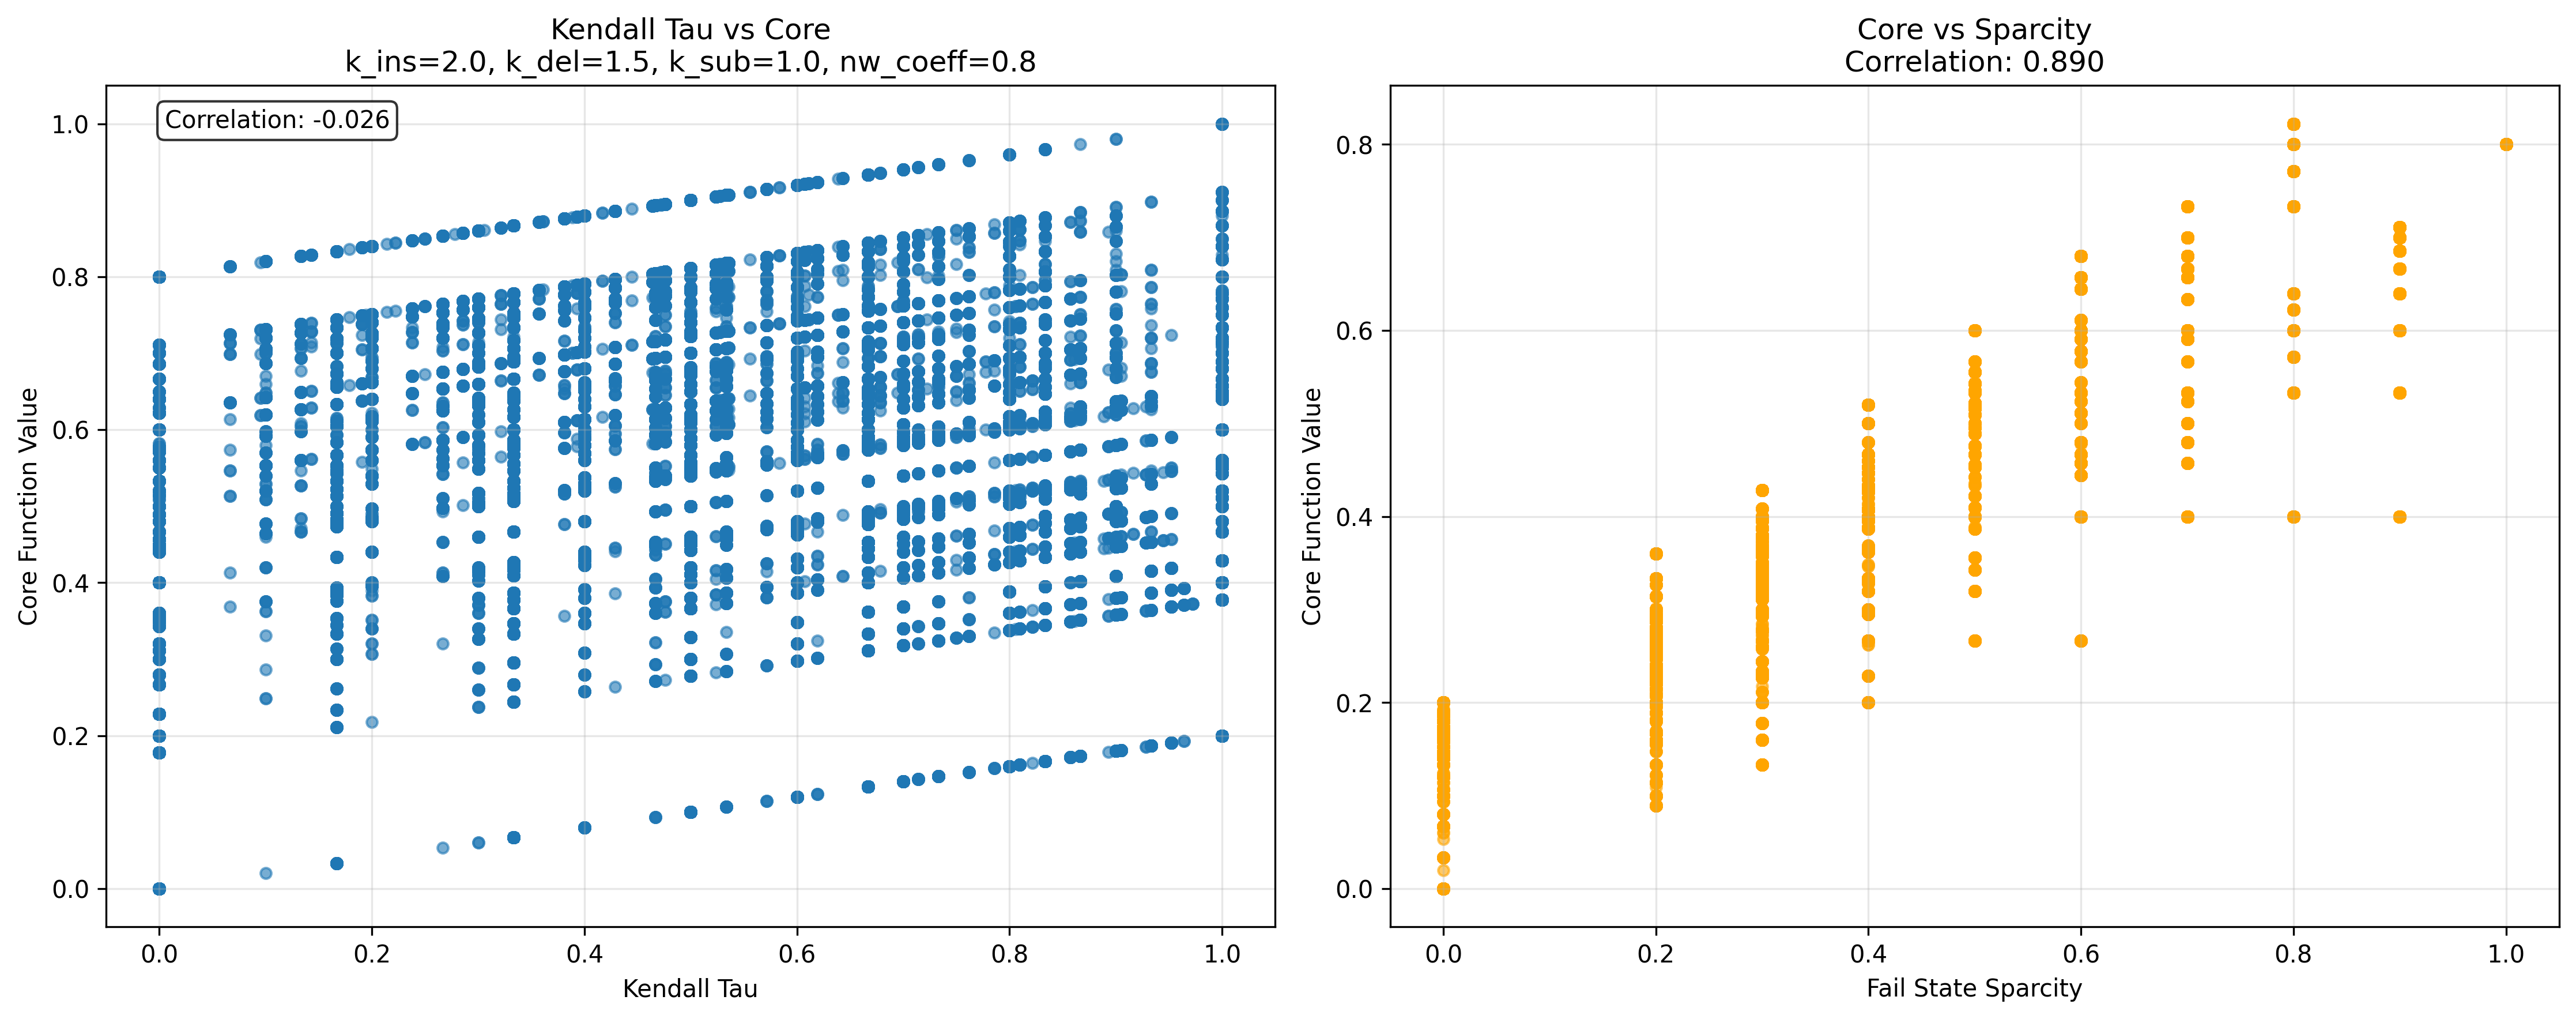 Kendall Tau vs Core
k_ins=2.0, k_del=1.5, k_sub=1.0, nw_coeff=0.8
Correlation: -0.026
Core Function Value
1.0
0.8
0.6
0.4
0.2
0.0
0.0 0.2 0.4 0.6 0.8 1.0
Kendall Tau
Core vs Sparcity
Correlation: 0.890
Core Function Value
0.8
0.6
0.4
0.2
0.0
0.0 0.2 0.4 0.6 0.8 1.0
Fail State Sparcity